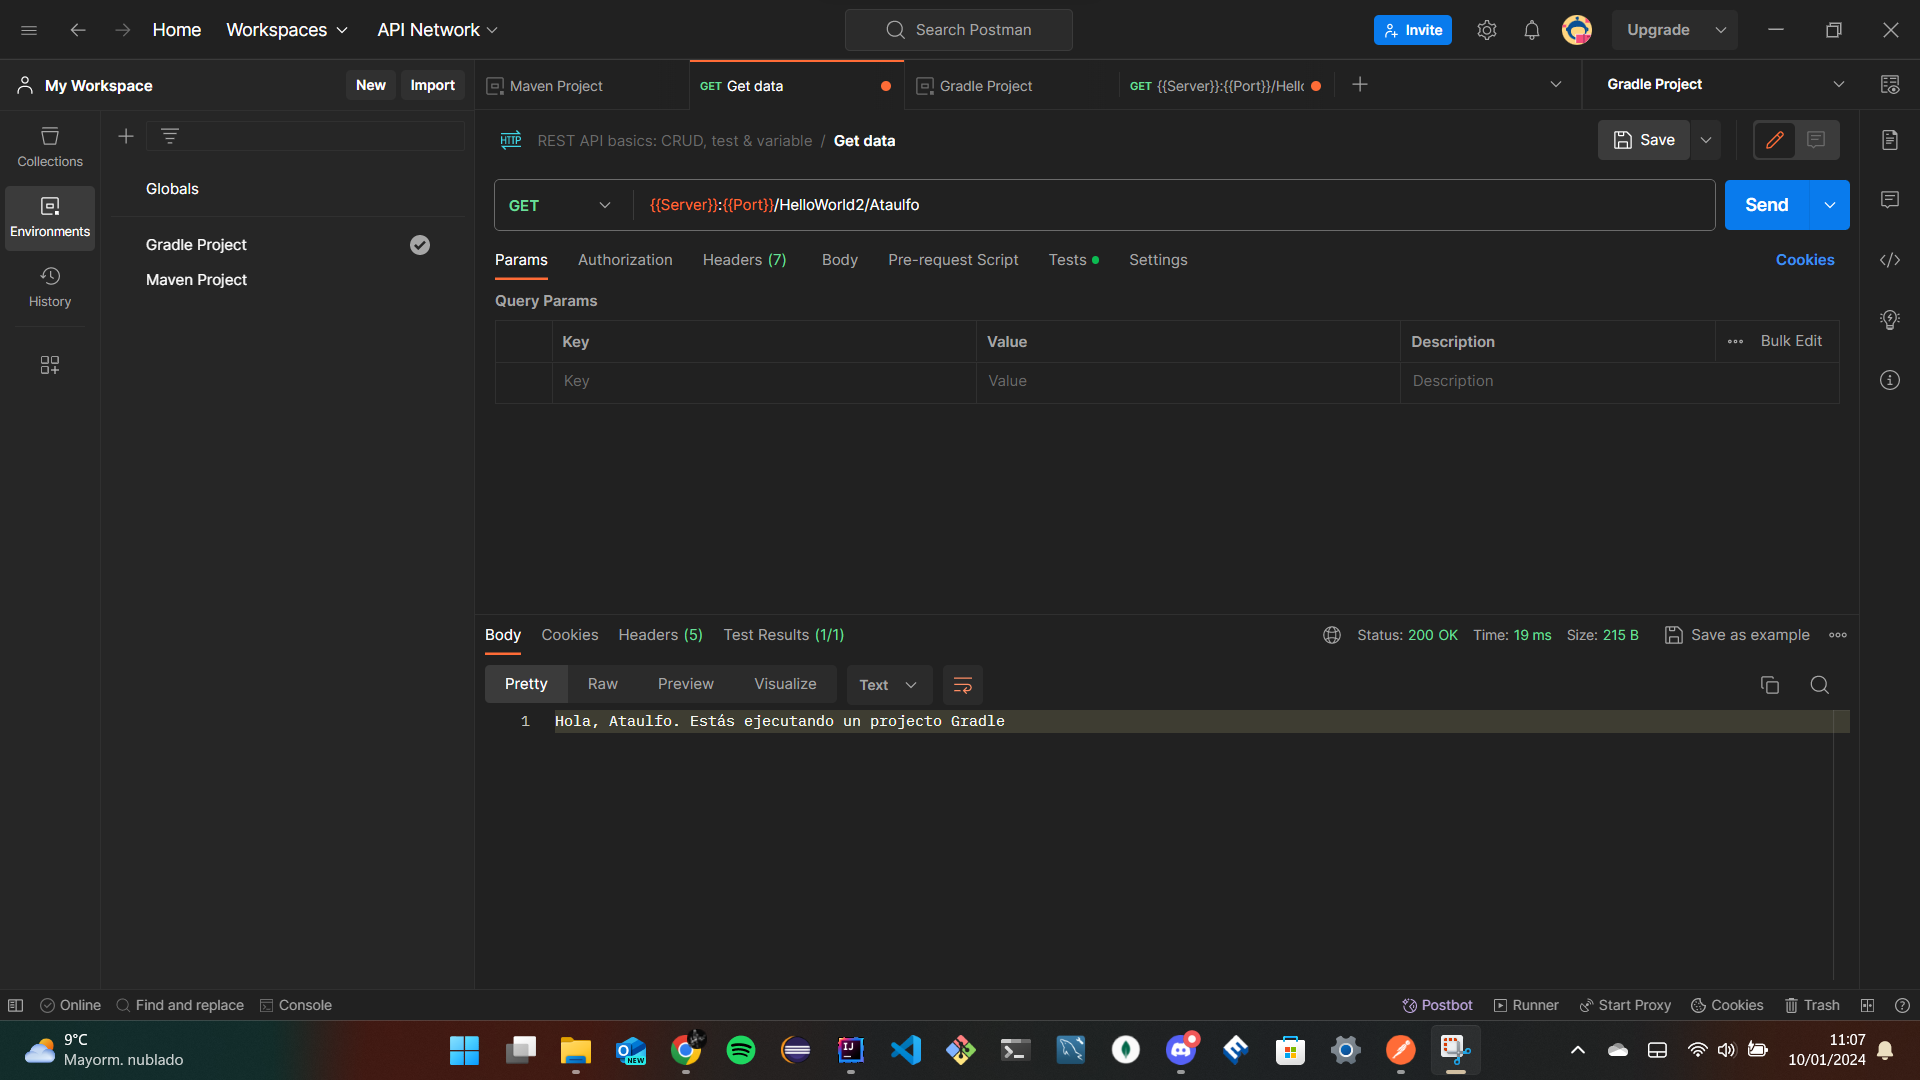 Home Workspaces API Network Search Postman Invite Upgrade
My Workspace New Import Maven Project GET Get data Gradle Project GET {{Server}}:{{Port}}/Hell Gradle Project
Collections
Environments
History
Globals
Gradle Project
Maven Project
HTTP REST API basics: CRUD, test & variable / Get data Save
GET {{Server}}:{{Port}}/HelloWorld2/Ataulfo Send
Params Authorization Headers (7) Body Pre-request Script Tests Settings Cookies
Query Params
Key Value Description Bulk Edit
Key Value Description
Body Cookies Headers (5) Test Results (1/1) Status: 200 OK Time: 19 ms Size: 215 B Save as example
Pretty Raw Preview Visualize Text
1 Hola, Ataulfo. Estás ejecutando un projecto Gradle
Online Find and replace Console Postbot Runner Start Proxy Cookies Trash
9°C
Mayorm. nublado
NEW
IJ
11:07
10/01/2024